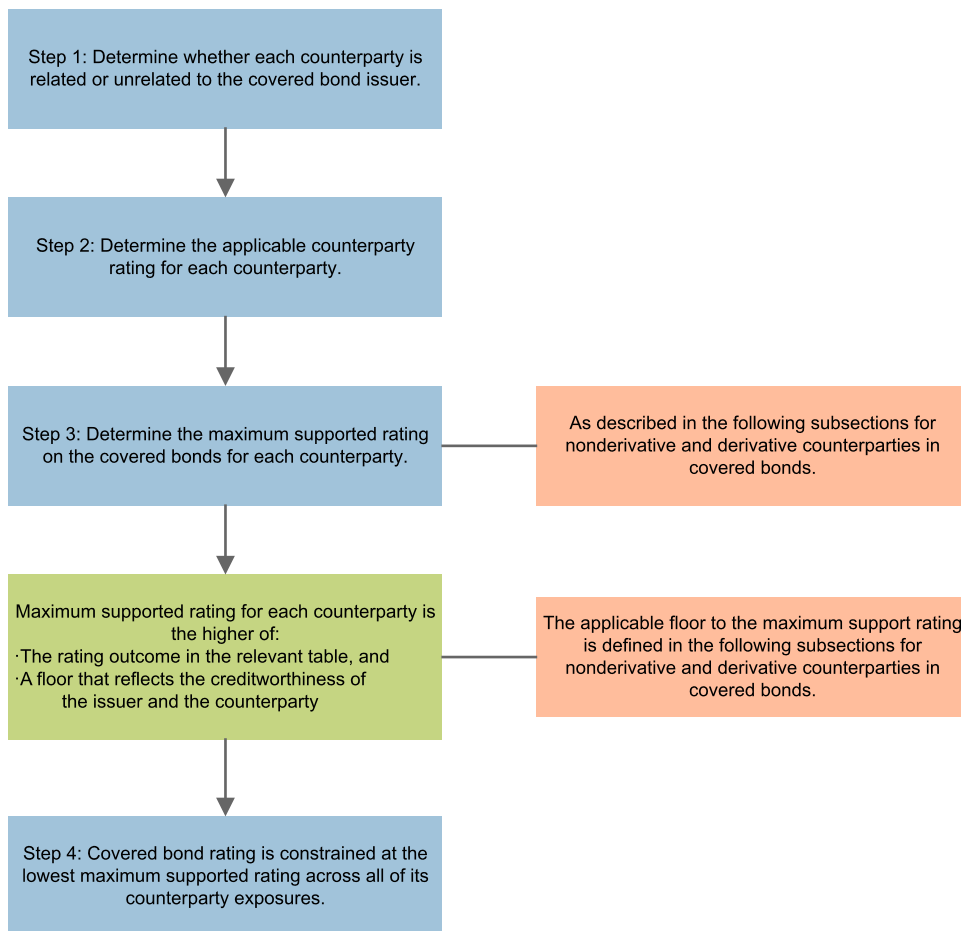 Step 1: Determine whether each counterparty is
related or unrelated to the covered bond issuer.
Step 2: Determine the applicable counterparty
rating for each counterparty.
Step 3: Determine the maximum supported rating
on the covered bonds for each counterparty.
As described in the following subsections for
nonderivative and derivative counterparties in
covered bonds.
Maximum supported rating for each counterparty is
the higher of:
·The rating outcome in the relevant table, and
·A floor that reflects the creditworthiness of
the issuer and the counterparty
The applicable floor to the maximum support rating
is defined in the following subsections for
nonderivative and derivative counterparties in
covered bonds.
Step 4: Covered bond rating is constrained at the
lowest maximum supported rating across all of its
counterparty exposures.